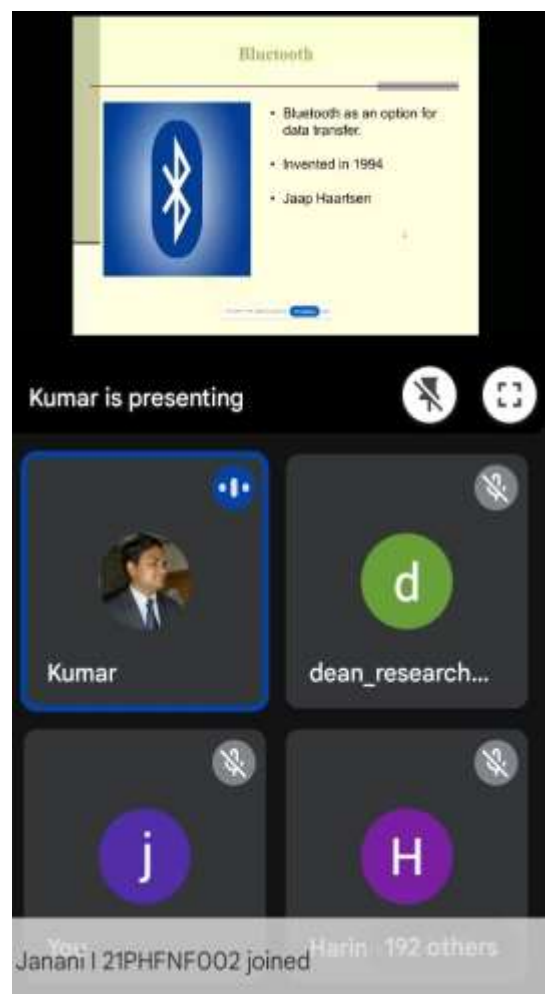 Bluetooth
• Bluetooth as an option for
data transfer.
• Invented in 1994
• Jaap Haartsen
Kumar is presenting
Kumar
d
dean_research...
j
H
You
Harin 192 others
Janani I 21PHFNF002 joined